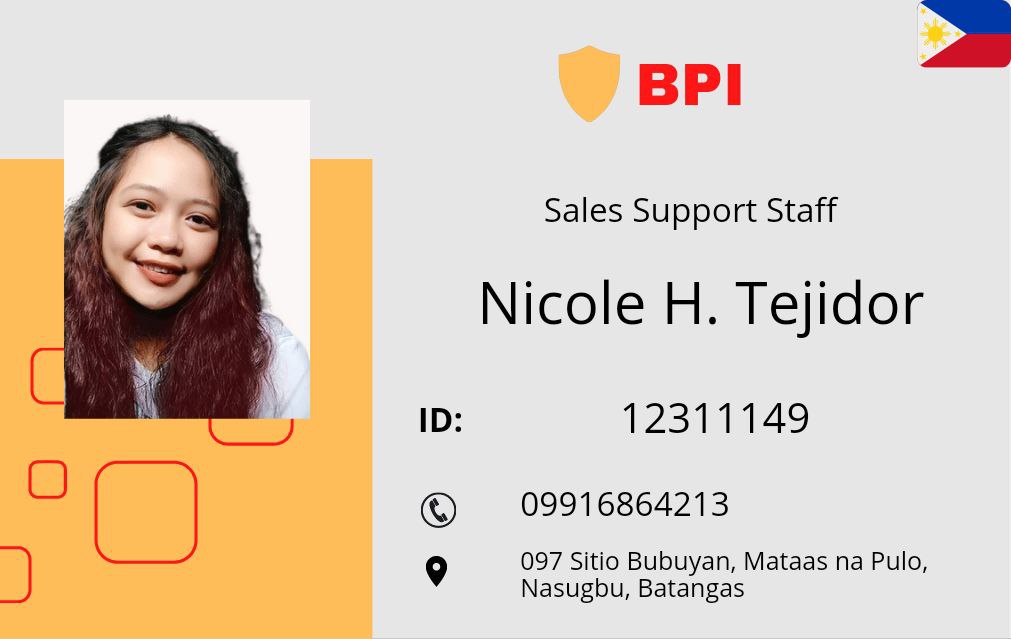 BPI
Sales Support Staff
Nicole H. Tejidor
ID: 12311149
09916864213
097 Sitio Bubuyan, Mataas na Pulo,
Nasugbu, Batangas